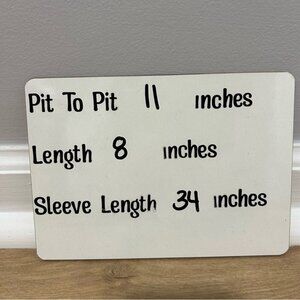 Pit To Pit 11 inches
Length 8 inches
Sleeve Length 34 inches